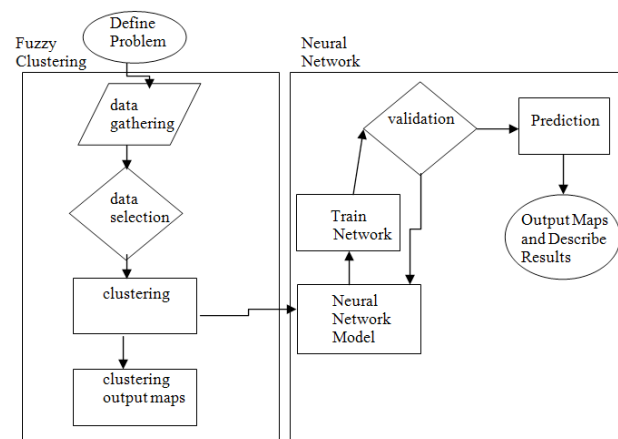 Define
Problem
Fuzzy
Clustering
data
gathering
data
selection
clustering
clustering
output maps
Neural
Network
validation
Prediction
Train
Network
Output Maps
and Describe
Results
Neural
Network
Model